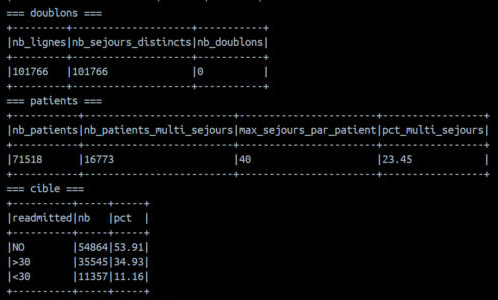 === doublons ===
+---------+--------------------+-----------+
|nb_lignes|nb_sejours_distincts|nb_doublons|
+---------+--------------------+-----------+
|101766   |101766              |0          |
+---------+--------------------+-----------+
=== patients ===
+-----------+-------------------------+-----------------------+-----------------+
|nb_patients|nb_patients_multi_sejours|max_sejours_par_patient|pct_multi_sejours|
+-----------+-------------------------+-----------------------+-----------------+
|71518      |16773                    |40                     |23.45            |
+-----------+-------------------------+-----------------------+-----------------+
=== cible ===
+----------+-----+-----+
|readmitted|nb   |pct  |
+----------+-----+-----+
|NO        |54864|53.91|
|>30       |35545|34.93|
|<30       |11357|11.16|
+----------+-----+-----+